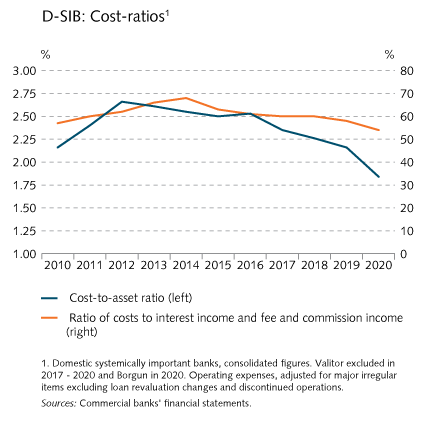 D-SIB: Cost-ratios¹
% %
3.00 80
2.75 70
2.50 60
2.25 50
2.00 40
1.75 30
1.50 20
1.25 10
1.00 0
2010 2011 2012 2013 2014 2015 2016 2017 2018 2019 2020
Cost-to-asset ratio (left)
Ratio of costs to interest income and fee and commission income
(right)
1. Domestic systemically important banks, consolidated figures. Valitor excluded in
2017 - 2020 and Borgun in 2020. Operating expenses, adjusted for major irregular
items excluding loan revaluation changes and discontinued operations.
Sources: Commercial banks' financial statements.